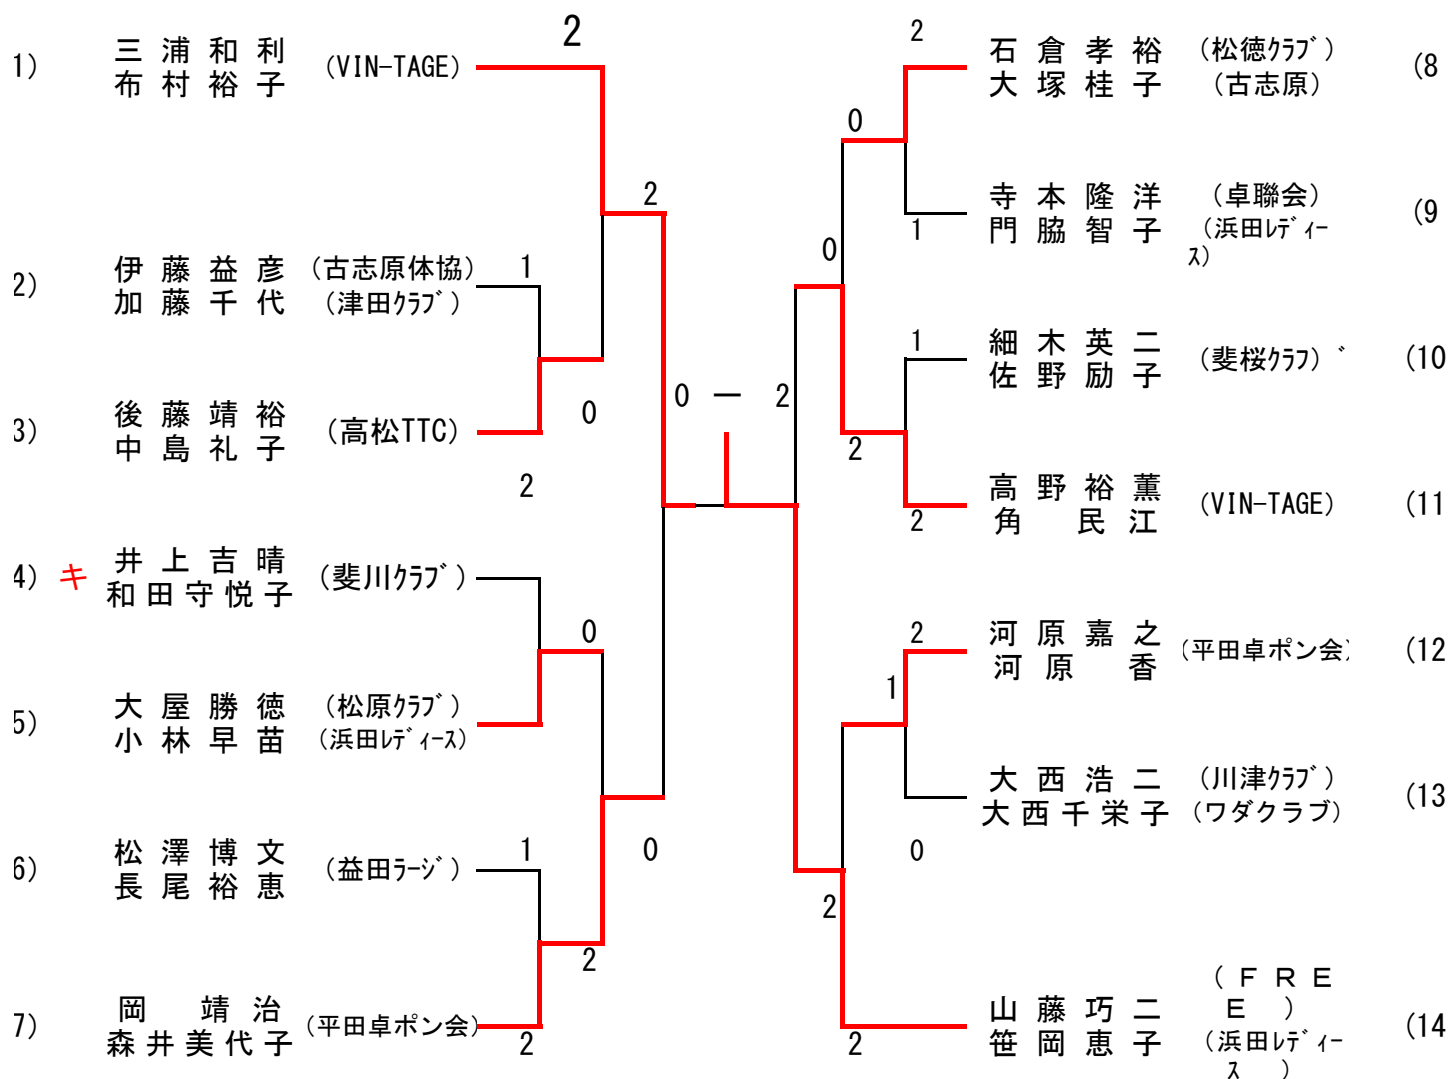 2
2
1)
三浦和利
布村裕子
(VIN-TAGE)
石倉孝裕
大塚桂子
(松徳ｸﾗﾌﾞ)
(古志原)
(8
0
2
寺本隆洋
門脇智子
(卓聯会)
(浜田ﾚﾃﾞｨｰ
ｽ)
(9
1
0
2)
伊藤益彦
加藤千代
(古志原体協)
(津田ｸﾗﾌﾞ)
1
1
細木英二
佐野励子
(斐桜ｸﾗﾌ)ﾞ
(10
0 ー 2
3)
後藤靖裕
中島礼子
(高松TTC)
0
2
2
高野裕薫
角民江
(VIN-TAGE)
(11
2
4)
キ
井上吉晴
和田守悦子
(斐川ｸﾗﾌﾞ)
0
2
河原嘉之
河原香
(平田卓ポン会)
(12
1
5)
大屋勝徳
小林早苗
(松原ｸﾗﾌﾞ)
(浜田ﾚﾃﾞｨｰｽ)
大西浩二
大西千栄子
(川津ｸﾗﾌﾞ)
(ワダクラブ)
(13
0
6)
松澤博文
長尾裕恵
(益田ﾗｰｼﾞ)
1
0
2
2
7)
岡靖治
森井美代子
(平田卓ポン会)
2
2
山藤巧二
笹岡恵子
(ＦＲＥ
Ｅ)
(浜田ﾚﾃﾞｨｰ
ｽ)
(14